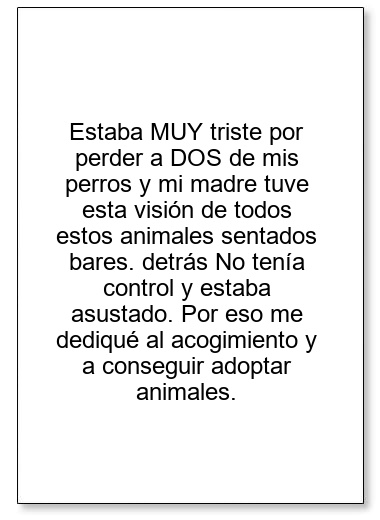 Estaba MUY triste por
perder a DOS de mis
perros y mi madre tuve
esta visión de todos
estos animales sentados
bares. detrás No tenía
control y estaba
asustado. Por eso me
dediqué al acogimiento y
a conseguir adoptar
animales.